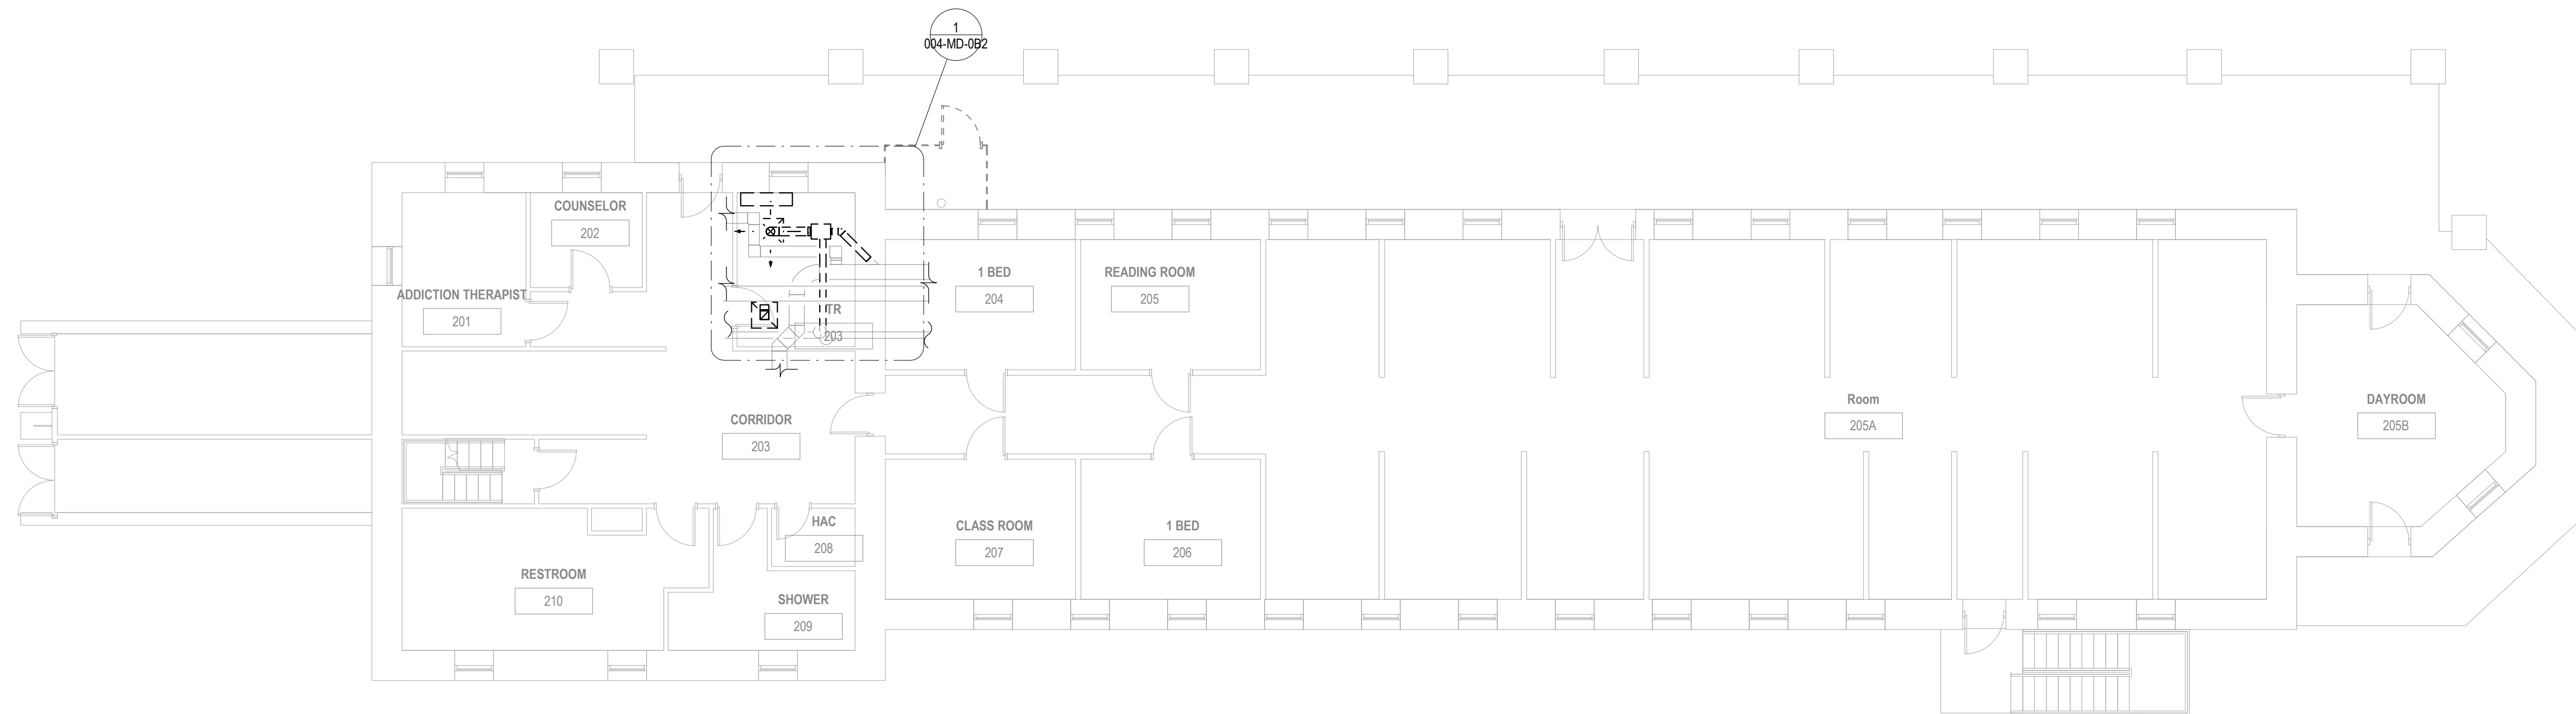 1
004-MD-0B2
COUNSELOR
202
ADDICTION THERAPIST
201
TR
203
1 BED
204
READING ROOM
205
CORRIDOR
203
Room
205A
DAYROOM
205B
HAC
208
CLASS ROOM
207
1 BED
206
RESTROOM
210
SHOWER
209